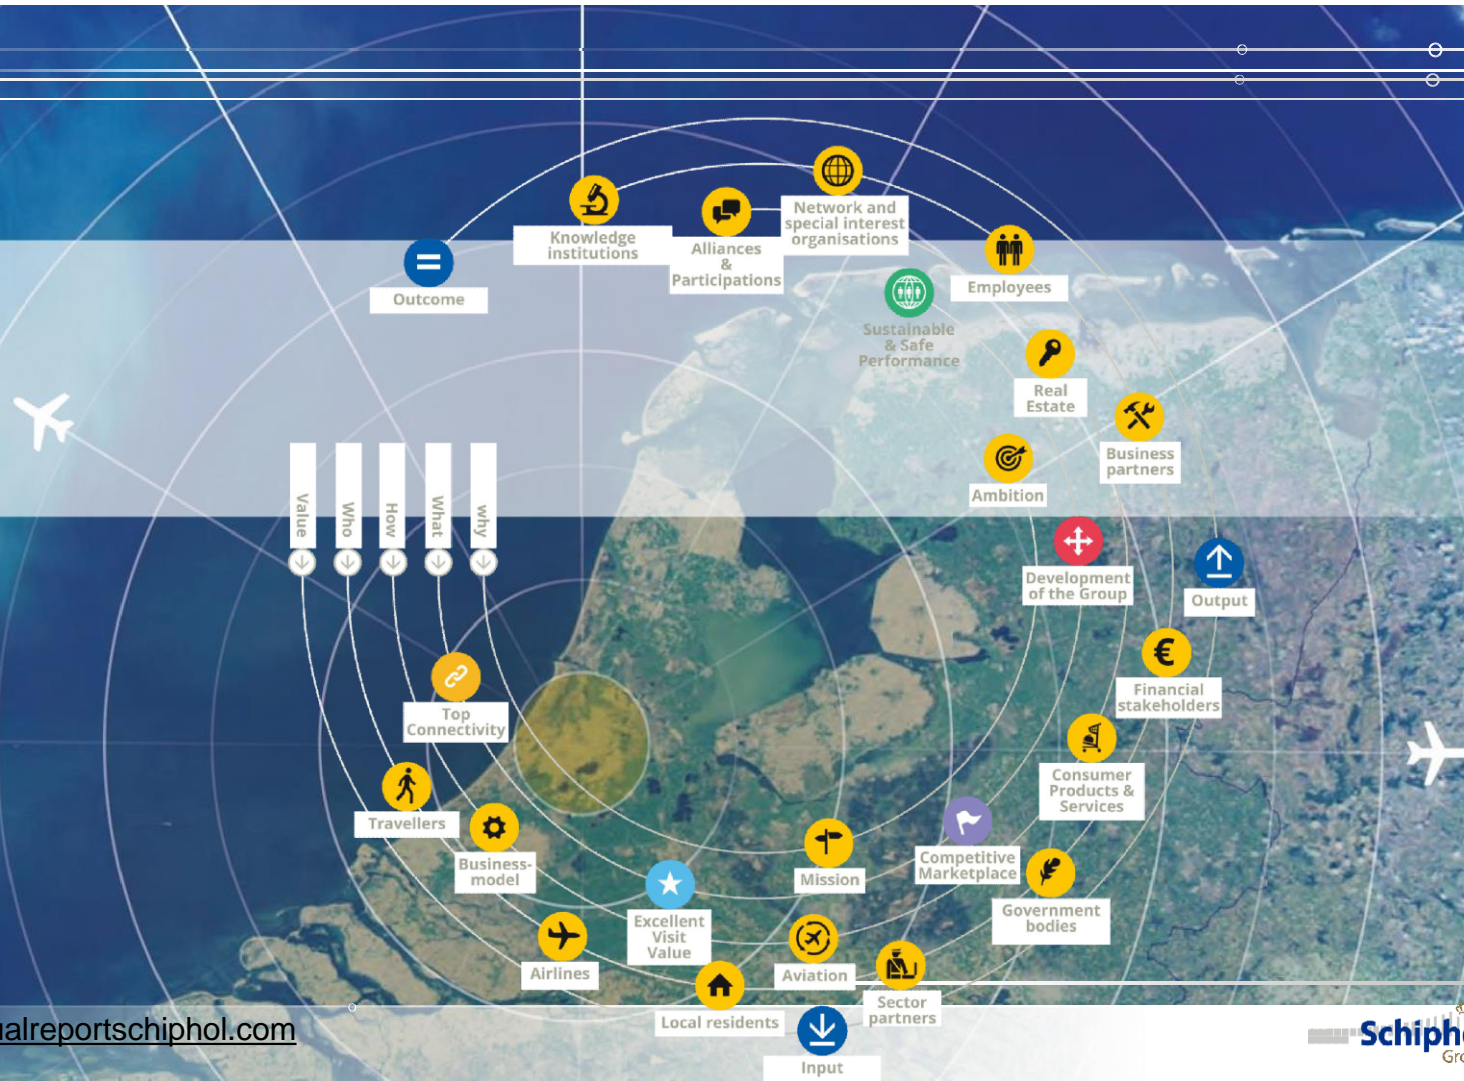 Network and
special interest
organisations
Knowledge
institutions
Alliances
&
Participations
Employees
Outcome
Sustainable
& Safe
Performance
Real
Estate
Business
partners
Ambition
Value
Who
How
What
why
Development
of the Group
Output
Financial
stakeholders
Top
Connectivity
Consumer
Products &
Services
Travellers
Business-
model
Mission
Competitive
Marketplace
Government
bodies
Excellent
Visit
Value
Airlines
Aviation
Sector
partners
Local residents
Input
ualreportschiphol.com
Schipho
Gro